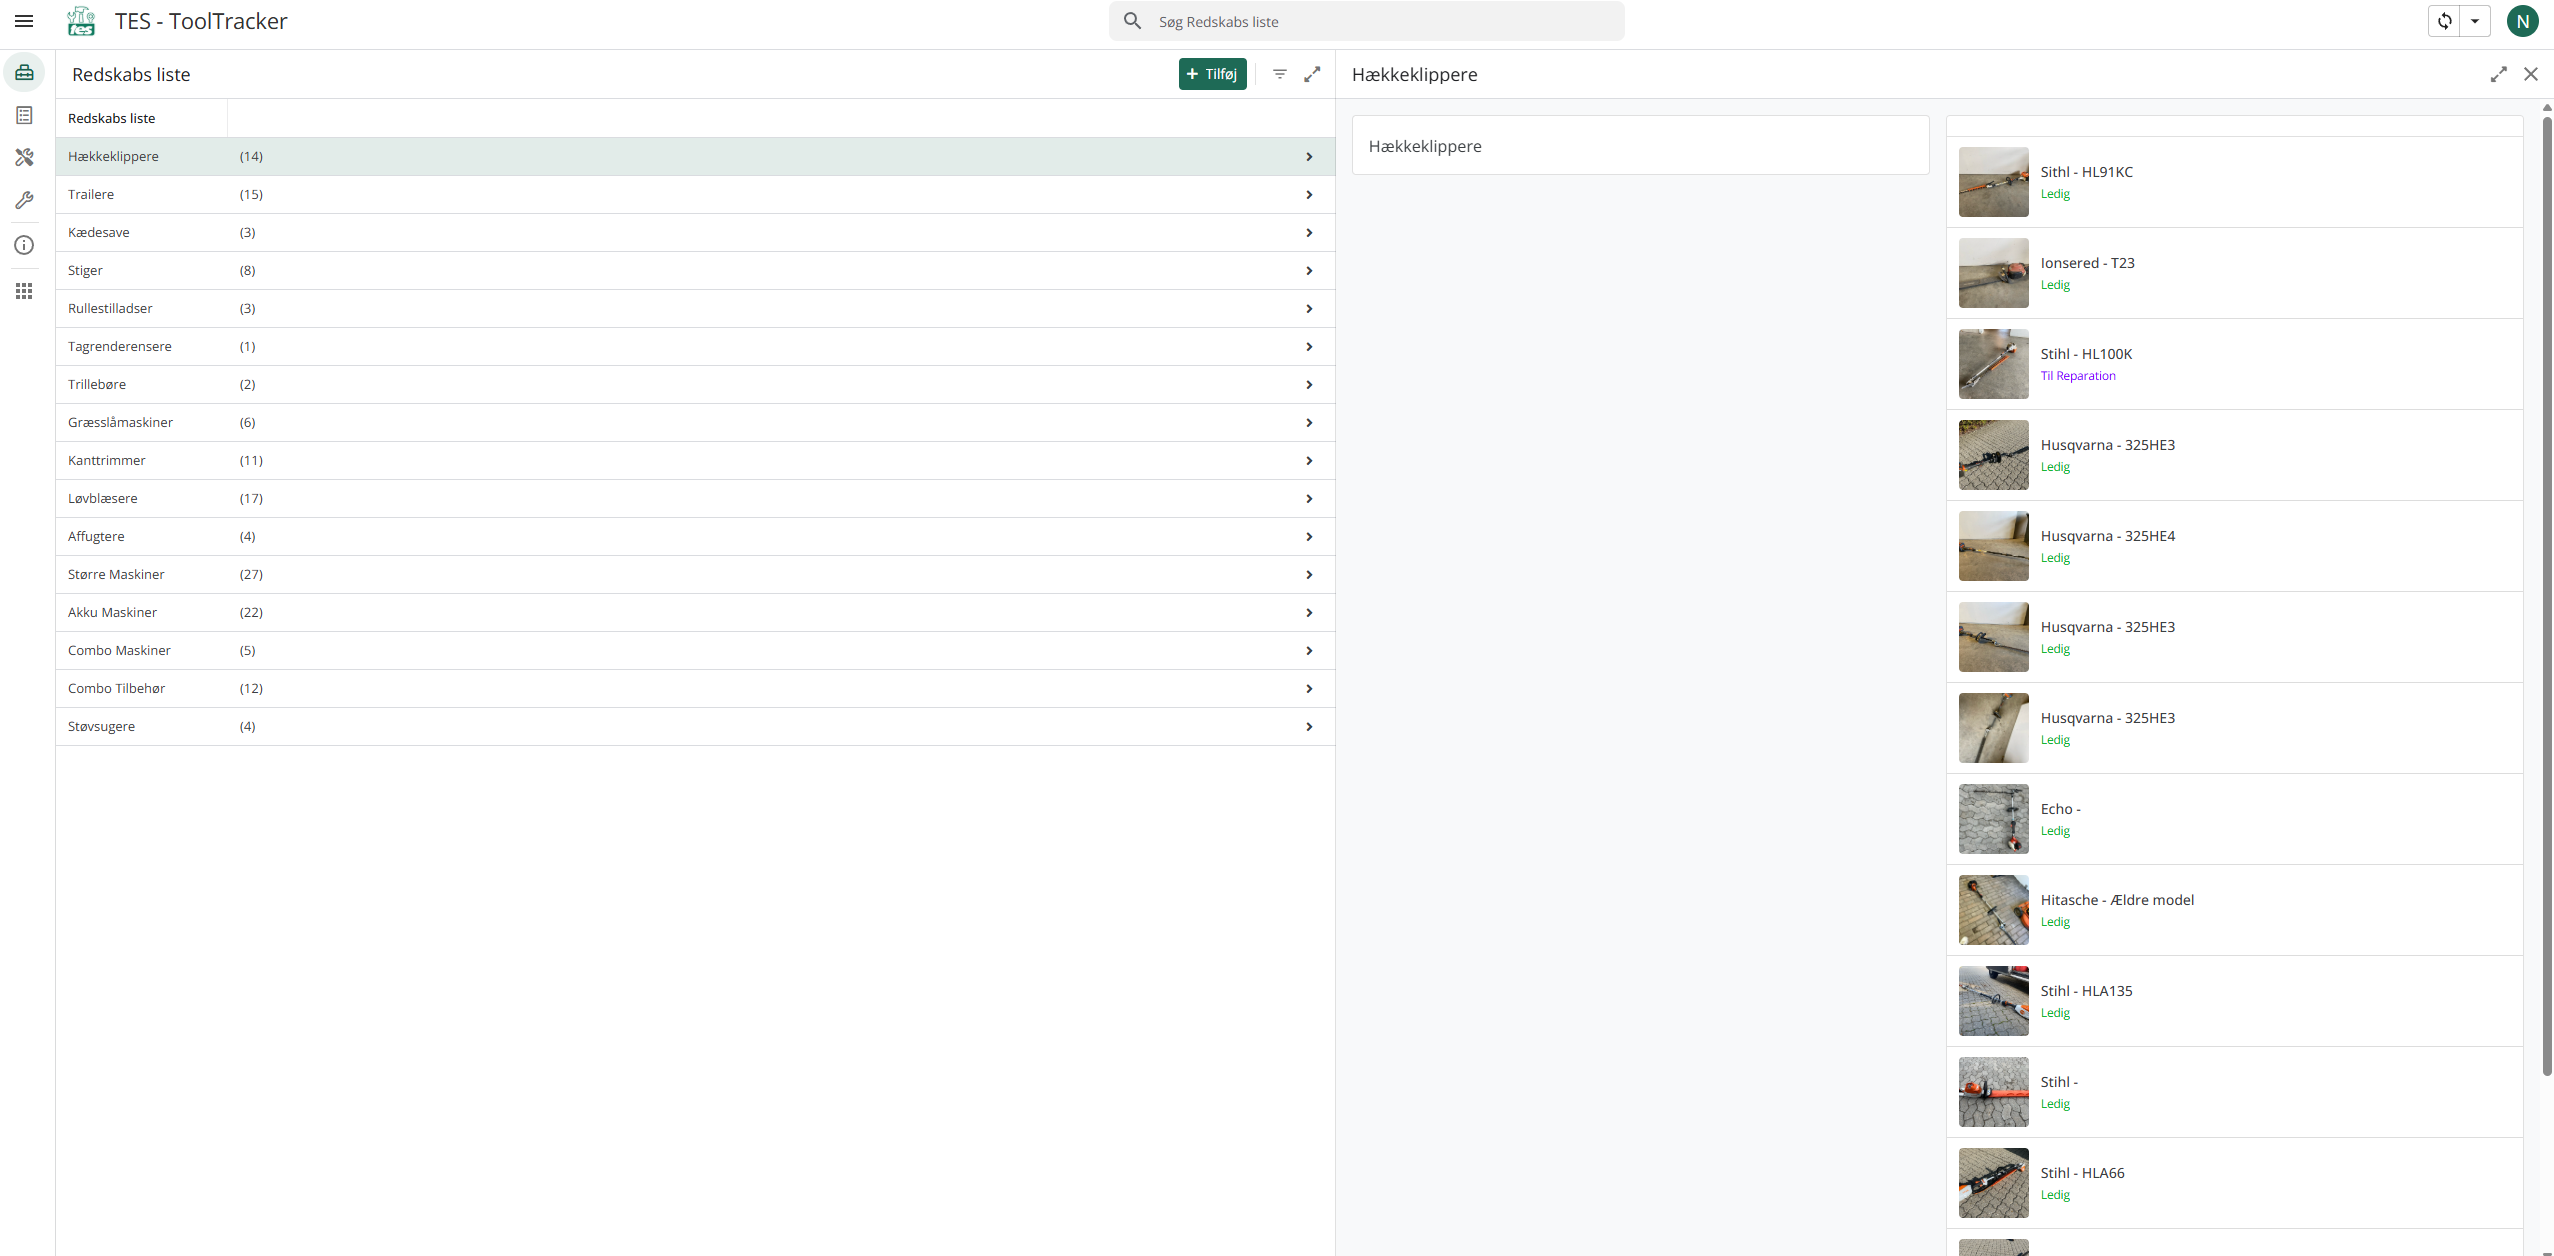 TES - ToolTracker
Søg Redskabs liste
N
Redskabs liste
+ Tilføj
Hækkeklippere
Redskabs liste
Hækkeklippere (14)
Trailere (15)
Kædesave (3)
Stiger (8)
Rullestilladser (3)
Tagrenderensere (1)
Trillebøre (2)
Græsslåmaskiner (6)
Kanttrimmer (11)
Løvblæsere (17)
Affugtere (4)
Større Maskiner (27)
Akku Maskiner (22)
Combo Maskiner (5)
Combo Tilbehør (12)
Støvsugere (4)
Hækkeklippere
Sithl - HL91KC
Ledig
Ionsered - T23
Ledig
Stihl - HL100K
Til Reparation
Husqvarna - 325HE3
Ledig
Husqvarna - 325HE4
Ledig
Husqvarna - 325HE3
Ledig
Husqvarna - 325HE3
Ledig
Echo -
Ledig
Hitasche - Ældre model
Ledig
Stihl - HLA135
Ledig
Stihl -
Ledig
Stihl - HLA66
Ledig